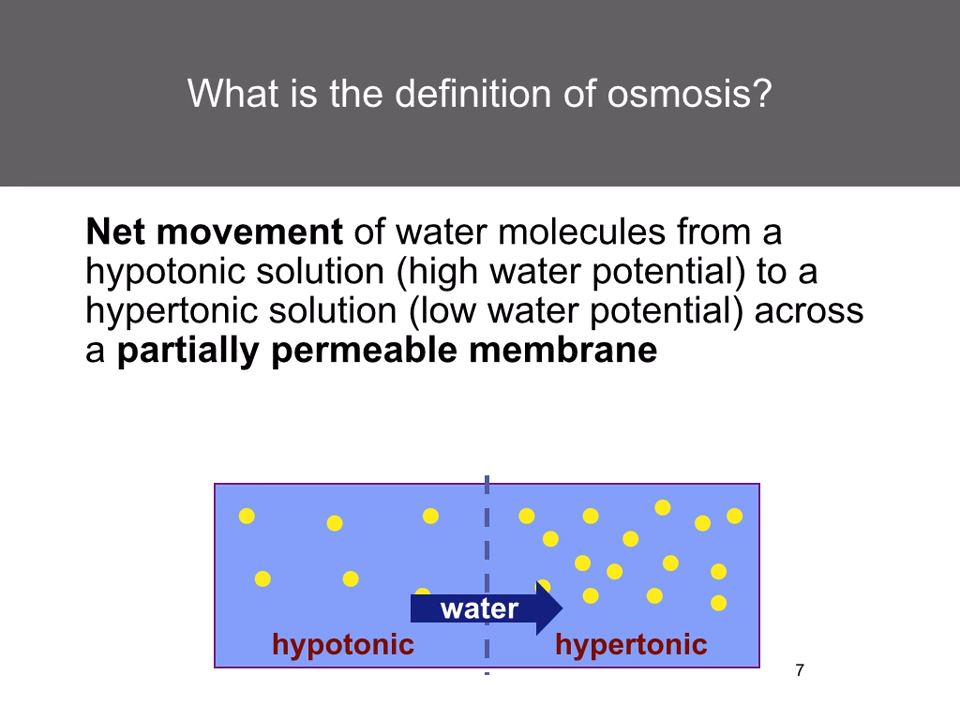 What is the definition of osmosis?
Net movement of water molecules from a
hypotonic solution (high water potential) to a
hypertonic solution (low water potential) across
a partially permeable membrane
water
hypotonic
hypertonic
7